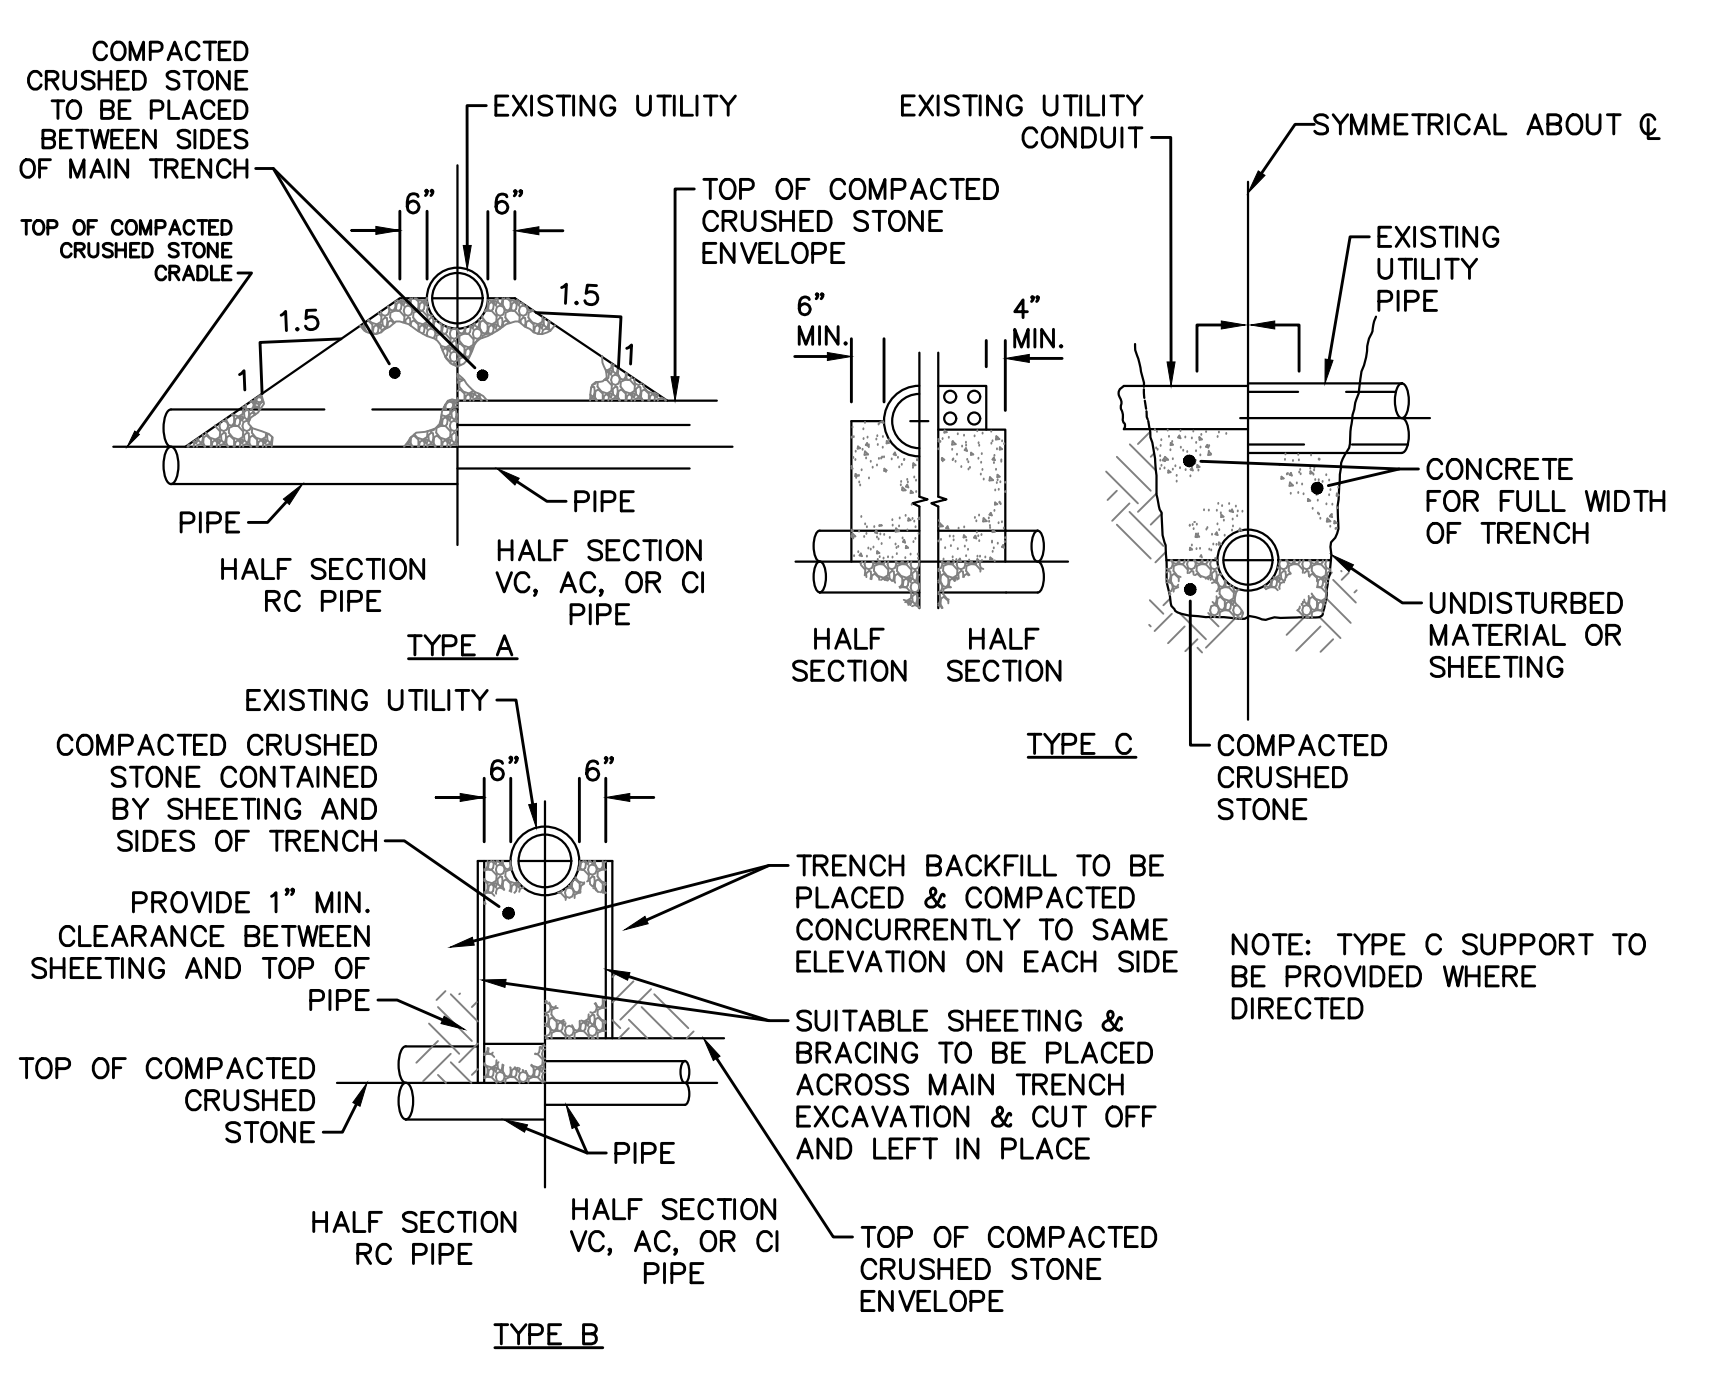 COMPACTED
CRUSHED STONE
TO BE PLACED
BETWEEN SIDES
OF MAIN TRENCH
TOP OF COMPACTED
CRUSHED STONE
CRADLE
EXISTING UTILITY
6”
6”
TOP OF COMPACTED
CRUSHED STONE
ENVELOPE
1.5
1
1.5
1
PIPE
PIPE
HALF SECTION
RC PIPE
HALF SECTION
VC, AC, OR CI
PIPE
TYPE A
EXISTING UTILITY
CONDUIT
SYMMETRICAL ABOUT ℄
EXISTING
UTILITY
PIPE
6”
MIN.
4”
MIN.
CONCRETE
FOR FULL WIDTH
OF TRENCH
UNDISTURBED
MATERIAL OR
SHEETING
HALF
SECTION
HALF
SECTION
COMPACTED
CRUSHED
STONE
TYPE C
EXISTING UTILITY
COMPACTED CRUSHED
STONE CONTAINED
BY SHEETING AND
SIDES OF TRENCH
6”
6”
PROVIDE 1” MIN.
CLEARANCE BETWEEN
SHEETING AND TOP OF
PIPE
TOP OF COMPACTED
CRUSHED
STONE
TRENCH BACKFILL TO BE
PLACED & COMPACTED
CONCURRENTLY TO SAME
ELEVATION ON EACH SIDE
SUITABLE SHEETING &
BRACING TO BE PLACED
ACROSS MAIN TRENCH
EXCAVATION & CUT OFF
AND LEFT IN PLACE
PIPE
HALF SECTION
RC PIPE
HALF SECTION
VC, AC, OR CI
PIPE
TOP OF COMPACTED
CRUSHED STONE
ENVELOPE
TYPE B
NOTE: TYPE C SUPPORT TO
BE PROVIDED WHERE
DIRECTED